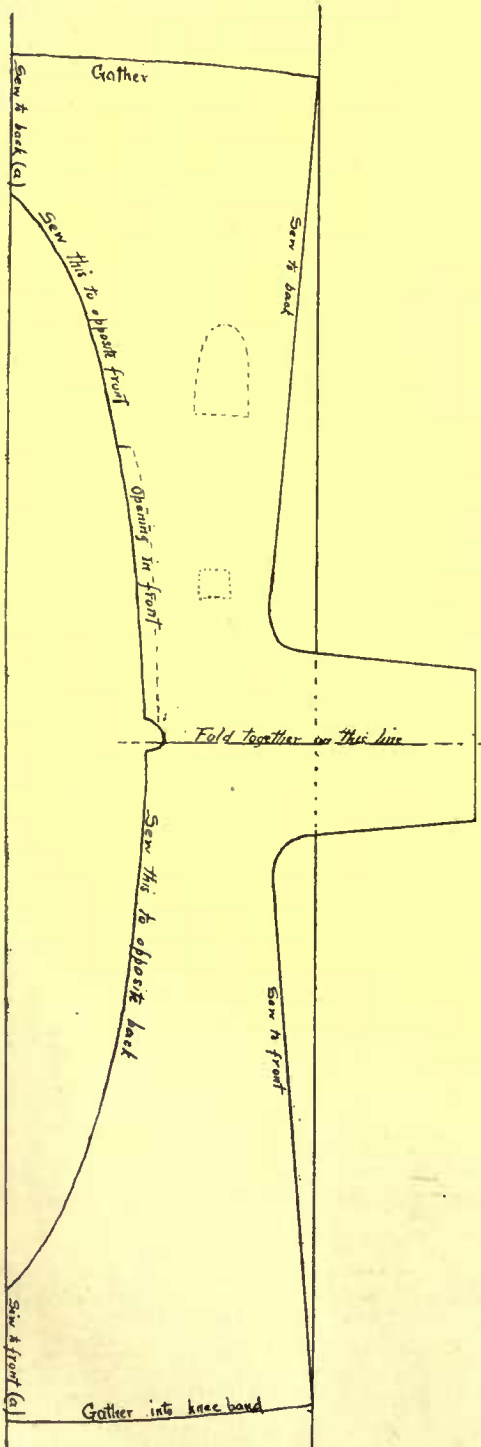 Gather
Sew to back (a)
Sew to back
Sew this to opposite front
Opening in front
Fold together on this line
Sew this to opposite back
Sew to front
Sew to front (a)
Gather into knee band